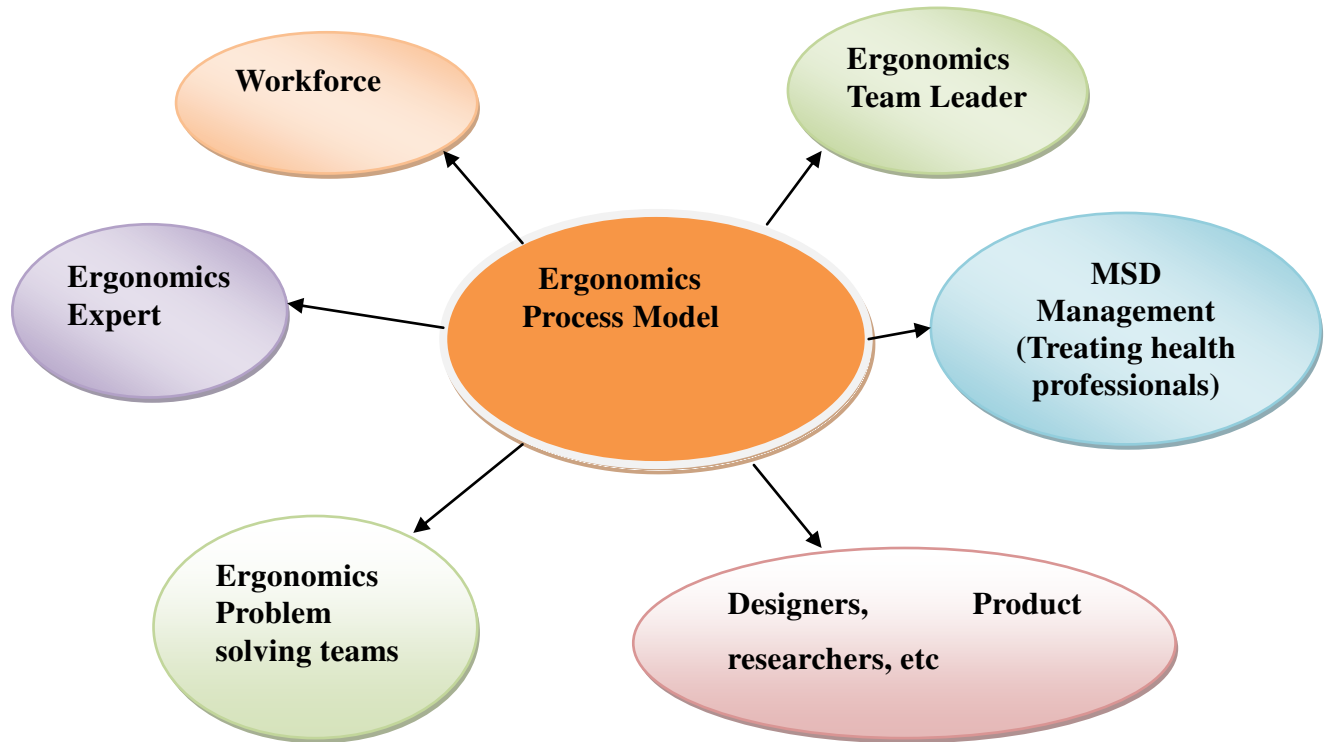 Workforce
Ergonomics
Team Leader
Ergonomics
Expert
Ergonomics
Process Model
MSD
Management
(Treating health
professionals)
Ergonomics
Problem
solving teams
Designers, Product
researchers, etc